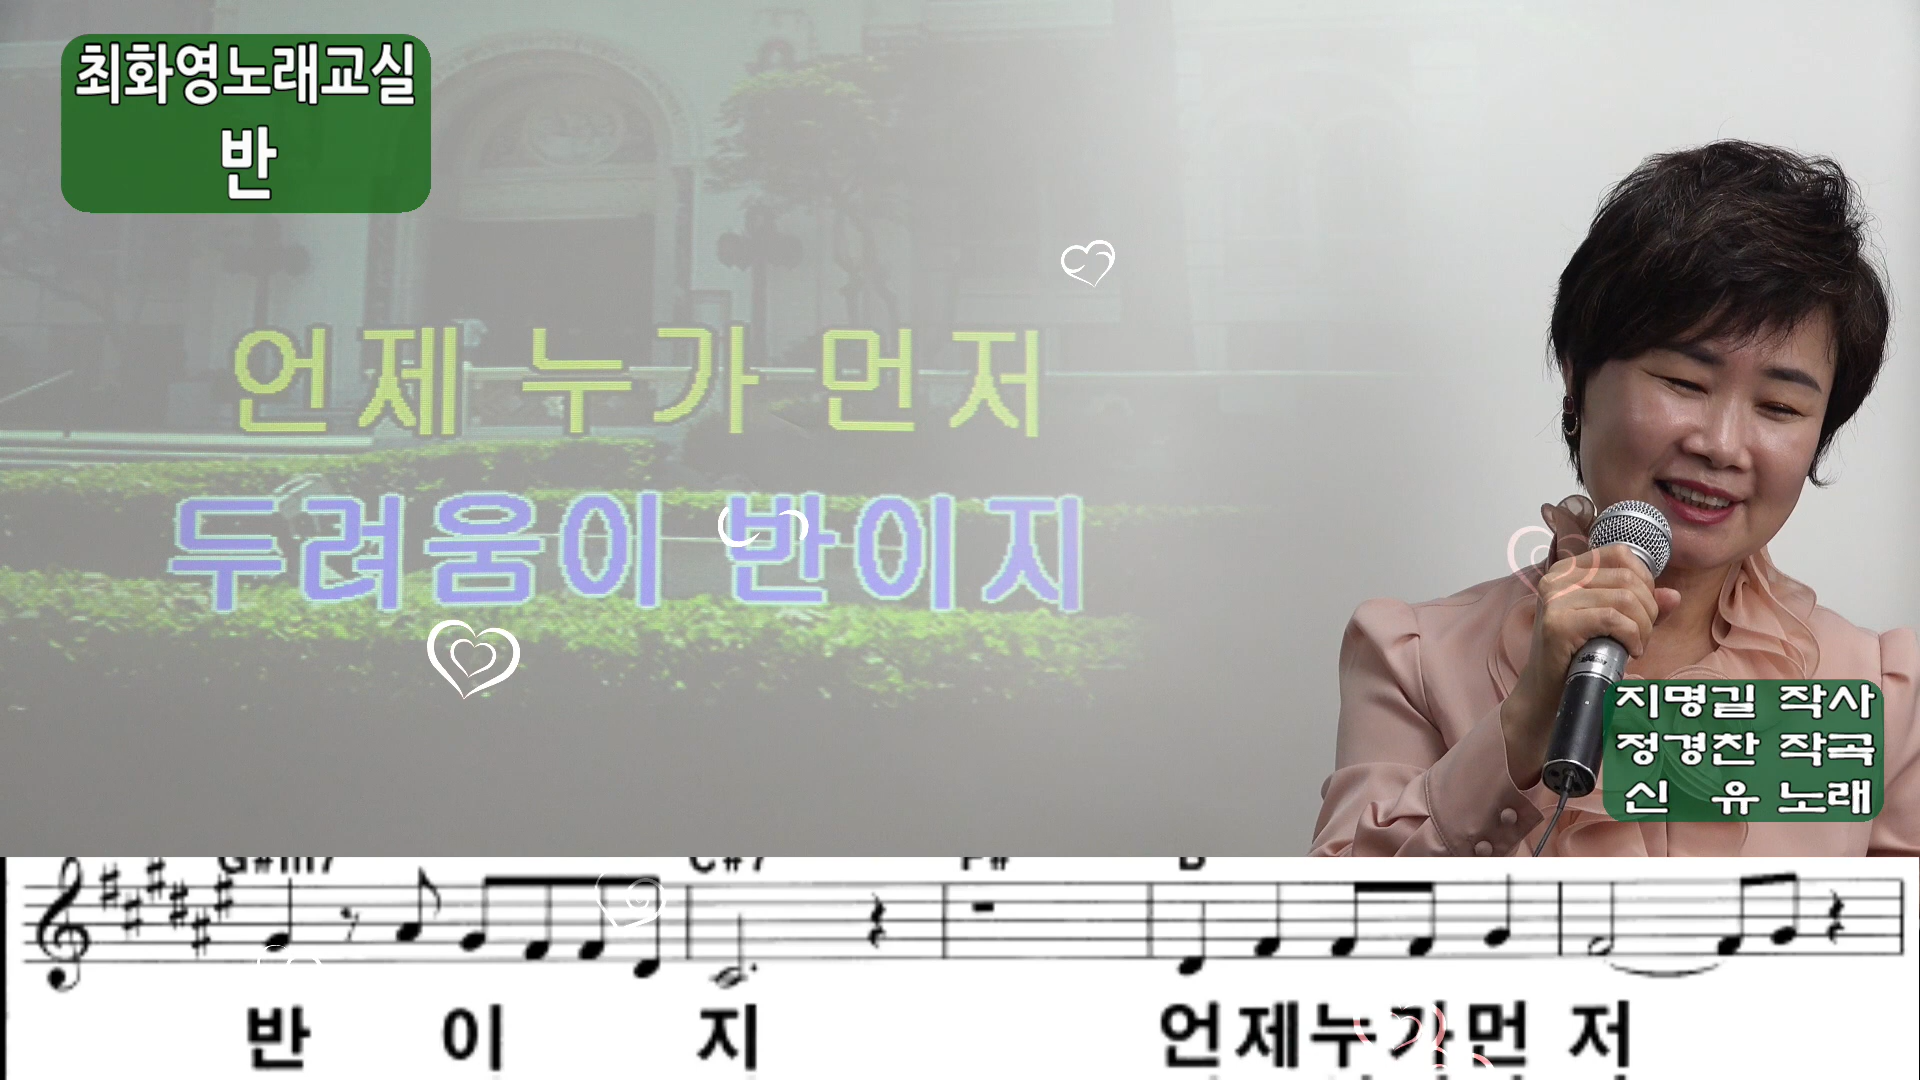 최화영노래교실
반
언제 누가 먼저
두려움이 반이지
지명길 작사
정경찬 작곡
신 유 노래
G#m7 C#7 F# B
반 이 지 언제누가먼 저